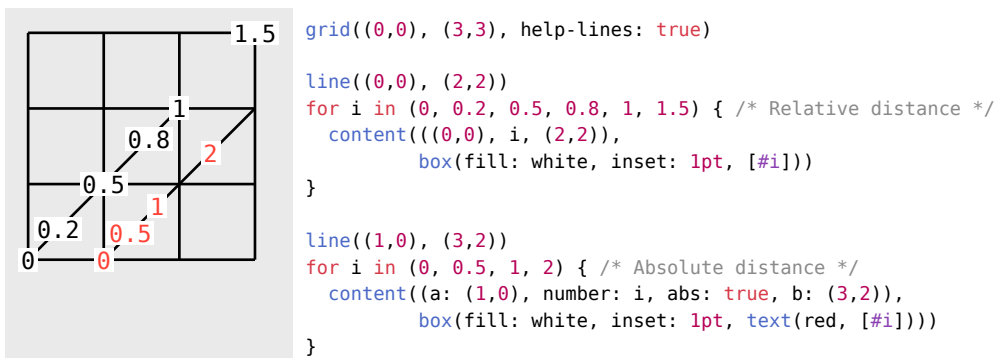 1.5
1
0.8
2
0.5
1
0.2
0.5
0
0
grid((0,0), (3,3), help-lines: true)
line((0,0), (2,2))
for i in (0, 0.2, 0.5, 0.8, 1, 1.5) { /* Relative distance */
  content(((0,0), i, (2,2)),
          box(fill: white, inset: 1pt, [#i]))
}
line((1,0), (3,2))
for i in (0, 0.5, 1, 2) { /* Absolute distance */
  content((a: (1,0), number: i, abs: true, b: (3,2)),
          box(fill: white, inset: 1pt, text(red, [#i])))
}